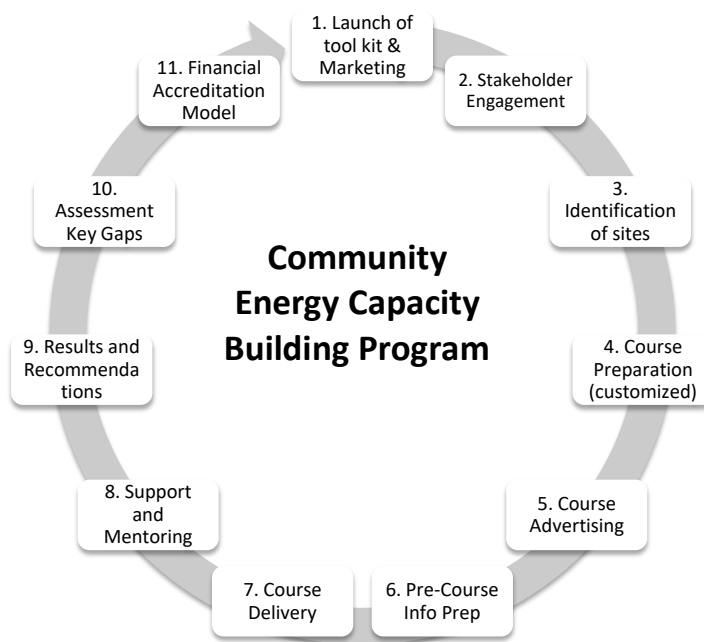 1. Launch of
tool kit &
Marketing
2. Stakeholder
Engagement
3.
Identification
of sites
4. Course
Preparation
(customized)
5. Course
Advertising
6. Pre-Course
Info Prep
7. Course
Delivery
8. Support
and
Mentoring
9. Results and
Recommenda
tions
10.
Assessment
Key Gaps
11. Financial
Accreditation
Model
Community
Energy Capacity
Building Program